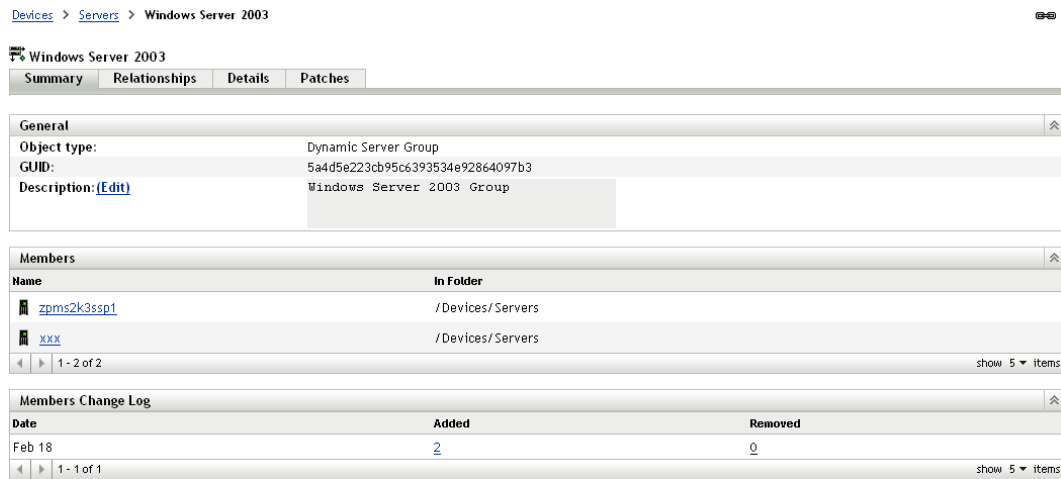 Devices > Servers > Windows Server 2003
Windows Server 2003
Summary Relationships Details Patches
General
Object type: Dynamic Server Group
GUID: 5a4d5e223cb95c6393534e92864097b3
Description: (Edit) Windows Server 2003 Group
Members
Name In Folder
zpms2k3ssp1 /Devices/Servers
xxx /Devices/Servers
1 - 2 of 2 show 5 items
Members Change Log
Date Added Removed
Feb 18 2 0
1 - 1 of 1 show 5 items